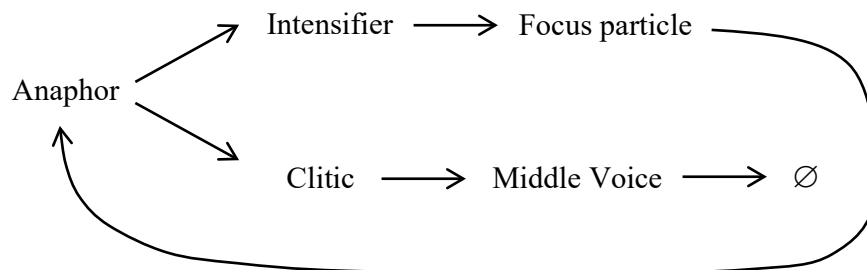 Intensifier Focus particle
Anaphor
Clitic Middle Voice ∅